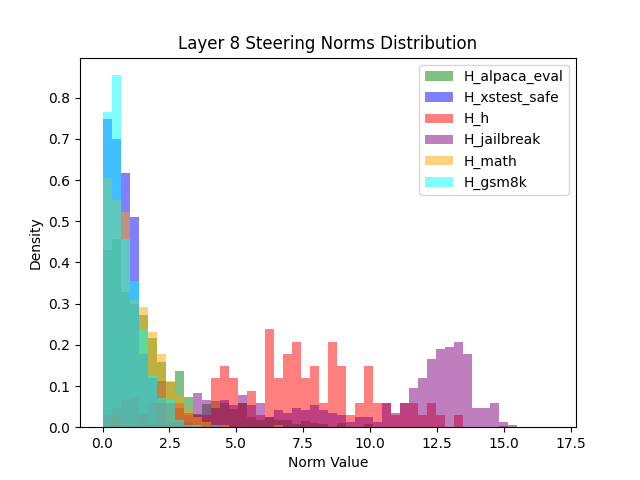 Layer 8 Steering Norms Distribution
H_alpaca_eval
H_xstest_safe
H_h
H_jailbreak
H_math
H_gsm8k
Density
0.8
0.7
0.6
0.5
0.4
0.3
0.2
0.1
0.0
0.0 2.5 5.0 7.5 10.0 12.5 15.0 17.5
Norm Value